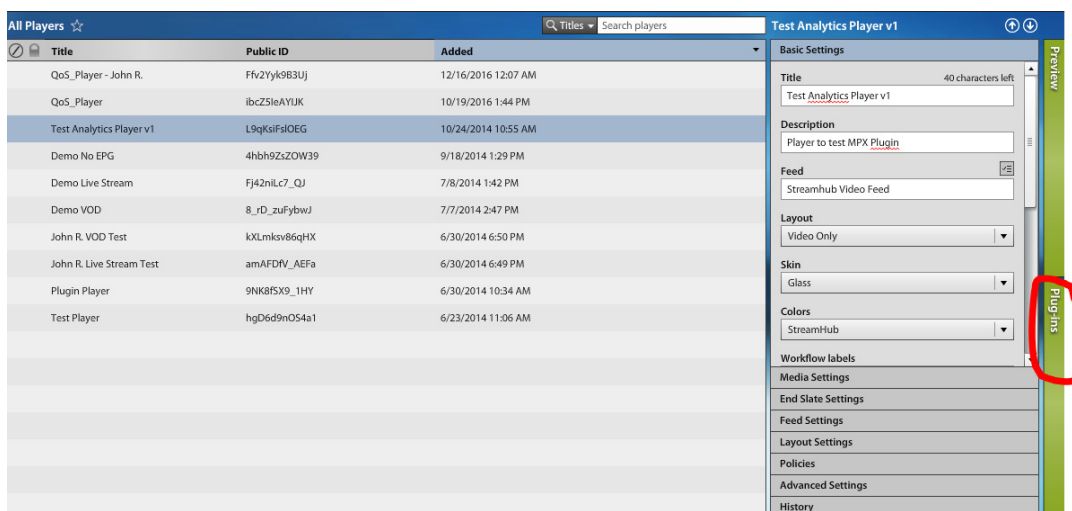 All Players
Titles Search players
Title Public ID Added
QoS_Player - John R. Ffv2Yyk9B3Uj 12/16/2016 12:07 AM
QoS_Player ibcZ5IeAYIJK 10/19/2016 1:44 PM
Test Analytics Player v1 L9qKsiFslOEG 10/24/2014 10:55 AM
Demo No EPG 4hbh9ZsZOW39 9/18/2014 1:29 PM
Demo Live Stream Fj42niLc7_QJ 7/8/2014 1:42 PM
Demo VOD 8_rD_zuFybwJ 7/7/2014 2:47 PM
John R. VOD Test kXLmksv86qHX 6/30/2014 6:50 PM
John R. Live Stream Test amAFDfV_AEFa 6/30/2014 6:49 PM
Plugin Player 9NK8fSX9_1HY 6/30/2014 10:34 AM
Test Player hgD6d9nOS4a1 6/23/2014 11:06 AM
Test Analytics Player v1
Basic Settings
Title 40 characters left
Test Analytics Player v1
Description
Player to test MPX Plugin
Feed
Streamhub Video Feed
Layout
Video Only
Skin
Glass
Colors
StreamHub
Workflow labels
Media Settings
End Slate Settings
Feed Settings
Layout Settings
Policies
Advanced Settings
History
Preview
Plug-ins